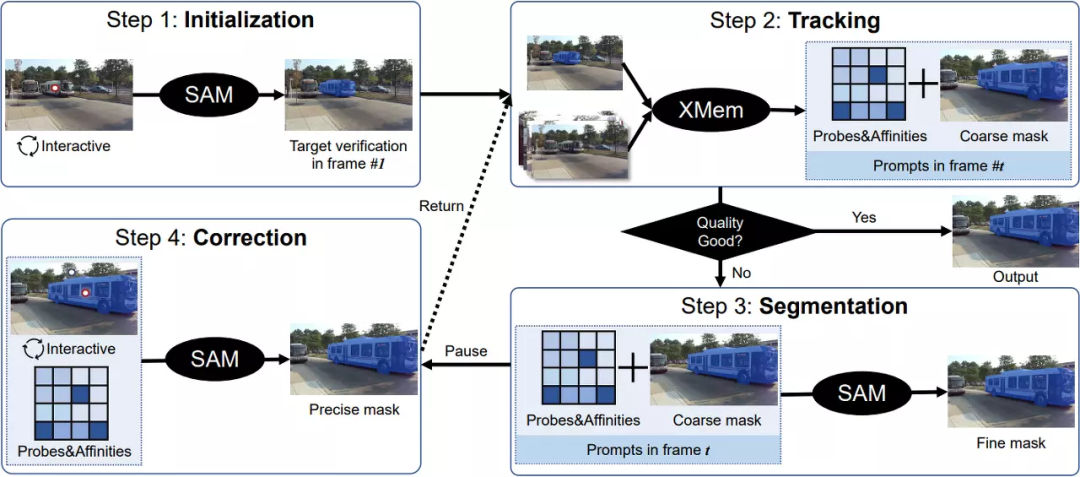 Step 1: Initialization
SAM
Interactive
Target verification
in frame #1
Step 2: Tracking
XMem
Probes&Affinities
Coarse mask
Prompts in frame #t
Return
Quality
Good?
Yes
No
Output
Step 3: Segmentation
Probes&Affinities
Coarse mask
Prompts in frame t
SAM
Fine mask
Pause
Step 4: Correction
Interactive
Probes&Affinities
SAM
Precise mask